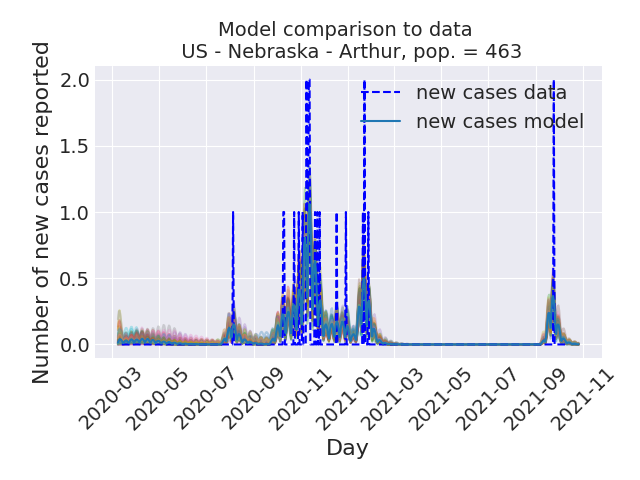 Model comparison to data
US - Nebraska - Arthur, pop. = 463
new cases data
new cases model
Number of new cases reported
2.0
1.5
1.0
0.5
0.0
2020-03
2020-05
2020-07
2020-09
2020-11
2021-01
2021-03
2021-05
2021-07
2021-09
2021-11
Day